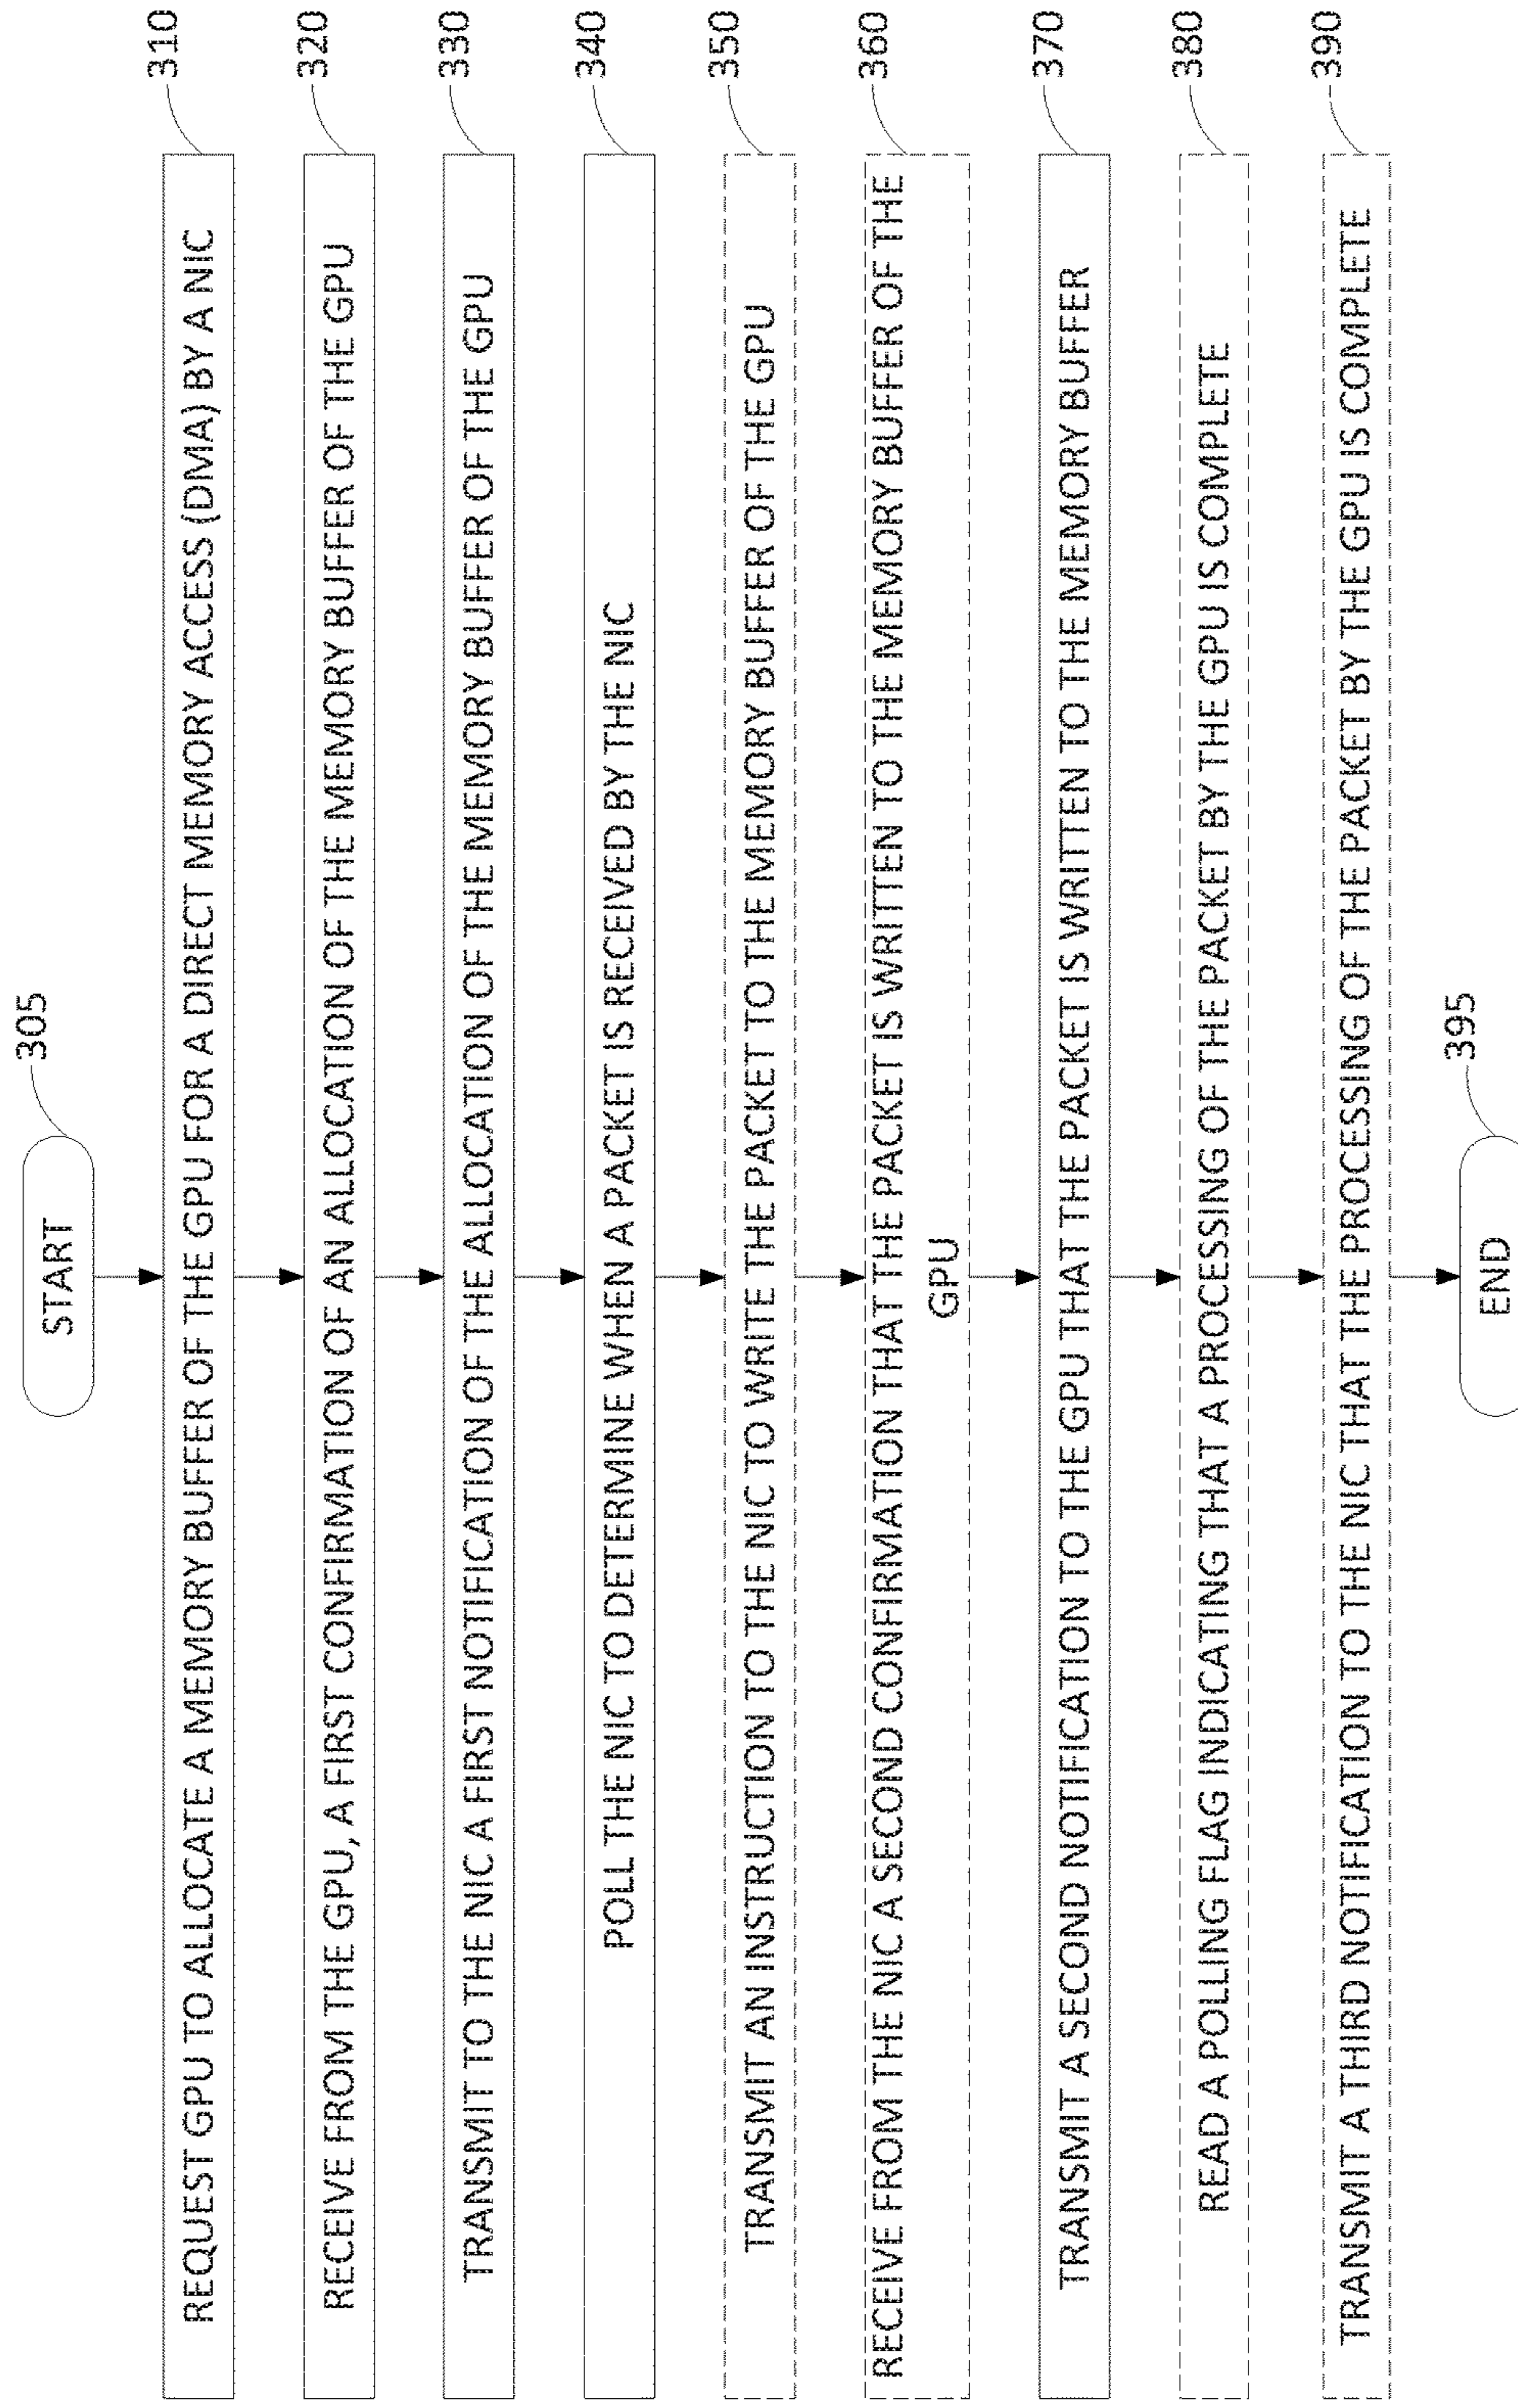 START
305
REQUEST GPU TO ALLOCATE A MEMORY BUFFER OF THE GPU FOR A DIRECT MEMORY ACCESS (DMA) BY A NIC
310
RECEIVE FROM THE GPU, A FIRST CONFIRMATION OF AN ALLOCATION OF THE MEMORY BUFFER OF THE GPU
320
TRANSMIT TO THE NIC A FIRST NOTIFICATION OF THE ALLOCATION OF THE MEMORY BUFFER OF THE GPU
330
POLL THE NIC TO DETERMINE WHEN A PACKET IS RECEIVED BY THE NIC
340
TRANSMIT AN INSTRUCTION TO THE NIC TO WRITE THE PACKET TO THE MEMORY BUFFER OF THE GPU
350
RECEIVE FROM THE NIC A SECOND CONFIRMATION THAT THE PACKET IS WRITTEN TO THE MEMORY BUFFER OF THE
GPU
360
TRANSMIT A SECOND NOTIFICATION TO THE GPU THAT THE PACKET IS WRITTEN TO THE MEMORY BUFFER
370
READ A POLLING FLAG INDICATING THAT A PROCESSING OF THE PACKET BY THE GPU IS COMPLETE
380
TRANSMIT A THIRD NOTIFICATION TO THE NIC THAT THE PROCESSING OF THE PACKET BY THE GPU IS COMPLETE
390
END
395